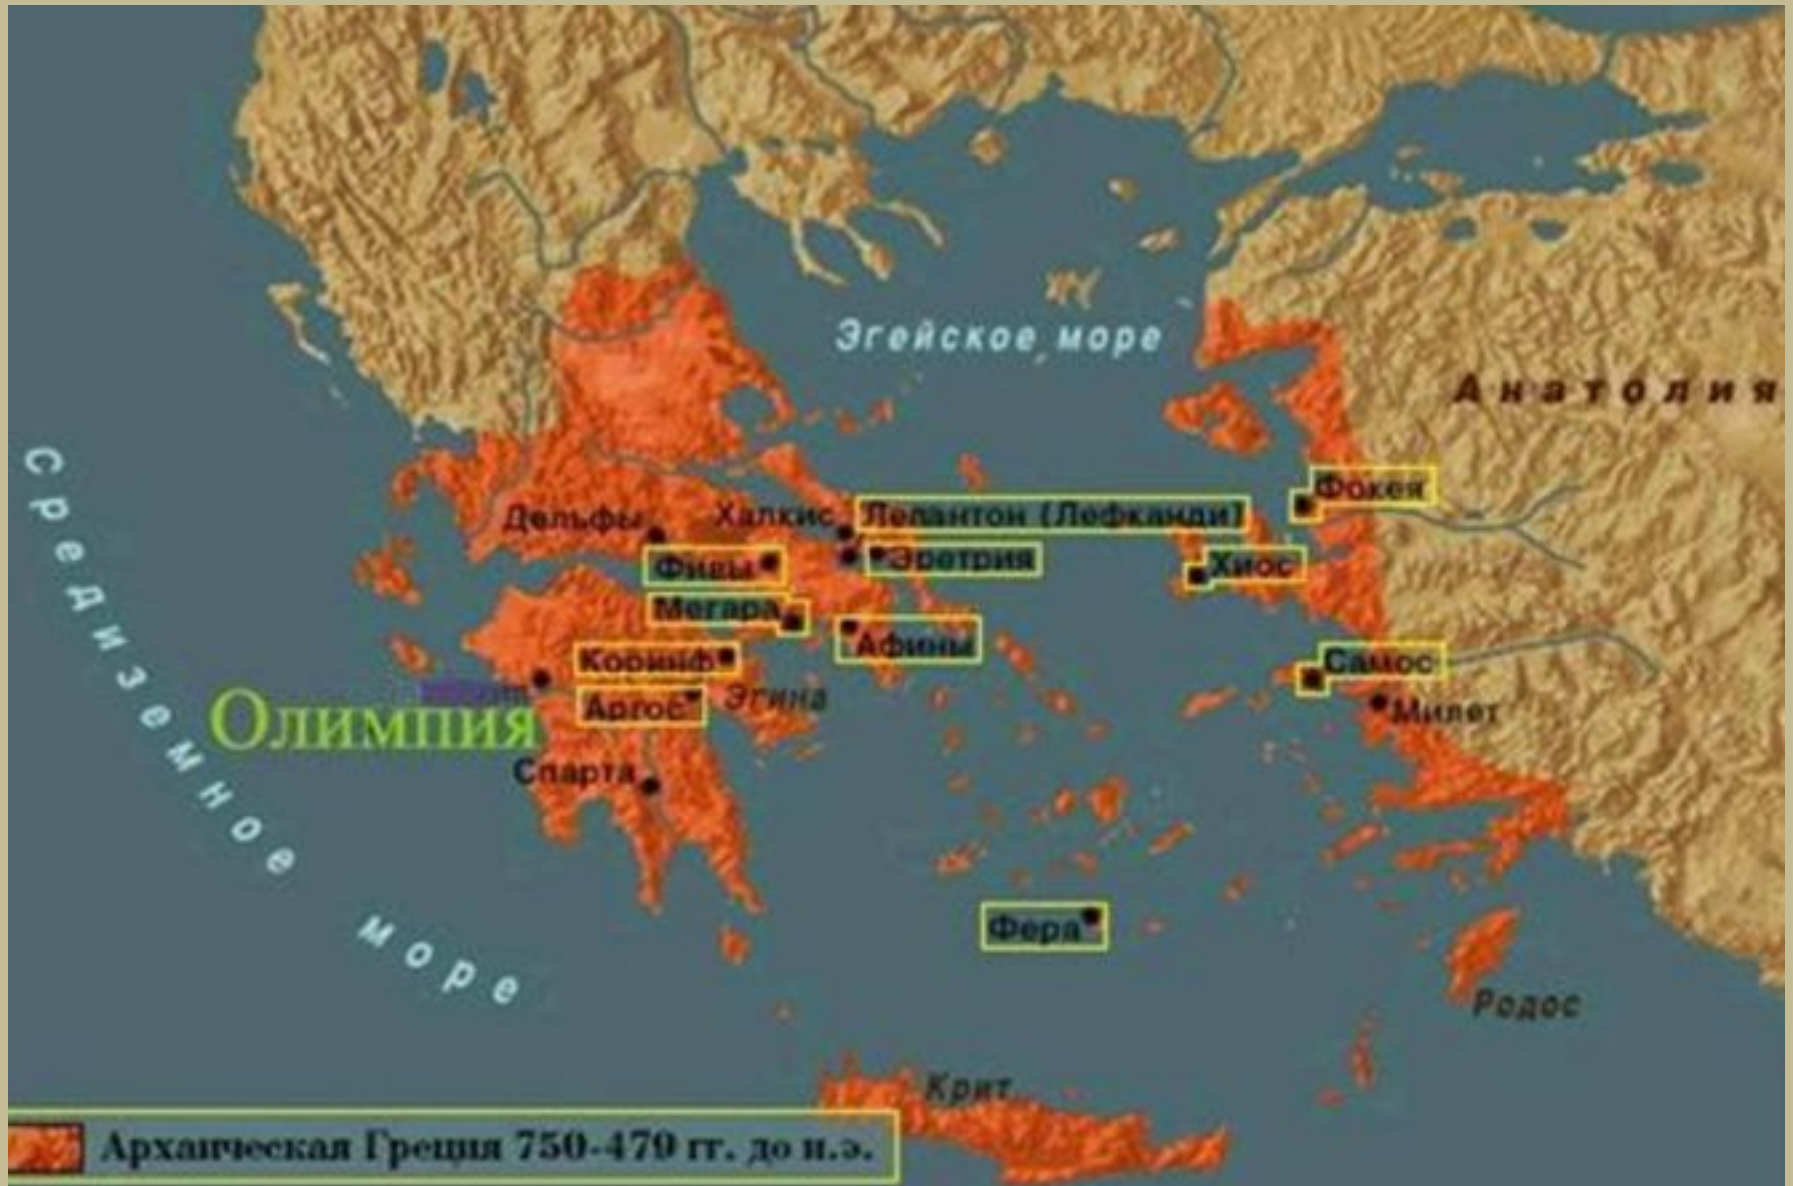 Эгейское море
Анатолия
Средиземное море
Фокея
Дельфы
Халкис
Лелантон (Лефканди)
Фивы
Эретрия
Хиос
Мегара
Афины
Коринф
Самос
Аргос
Эгина
Милет
Олимпия
Спарта
Фера
Родос
Крит
Архаическая Греция 750-479 гг. до н.э.